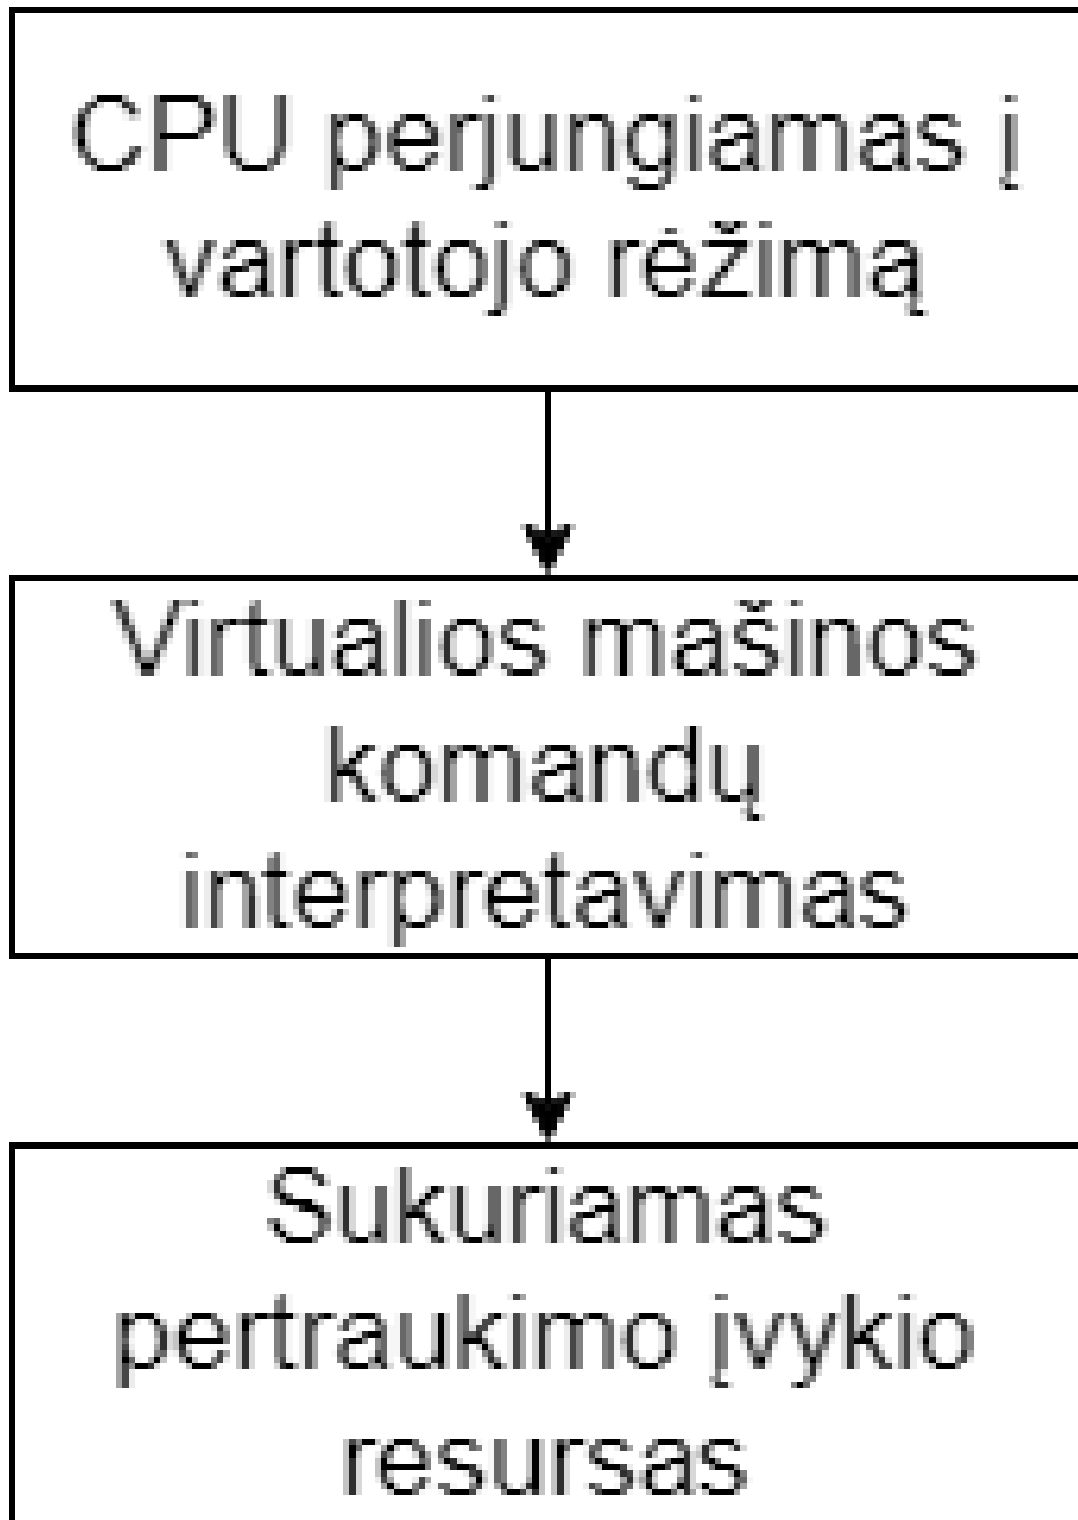 CPU perjungiamas į
vartotojo rėžimą
Virtualios mašinos
komandų
interpretavimas
Sukuriamas
pertraukimo įvykio
resursas